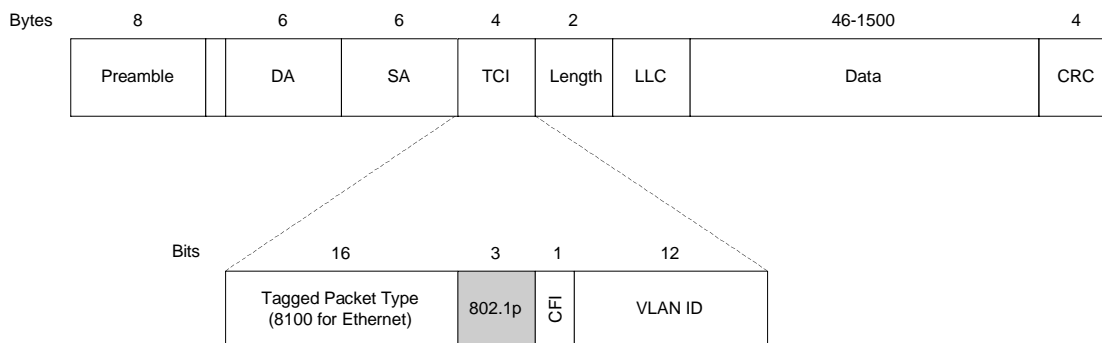 Bytes 8 6 6 4 2 46-1500 4
Preamble DA SA TCI Length LLC Data CRC
Bits 16 3 1 12
Tagged Packet Type
(8100 for Ethernet)
802.1p
CFI
VLAN ID